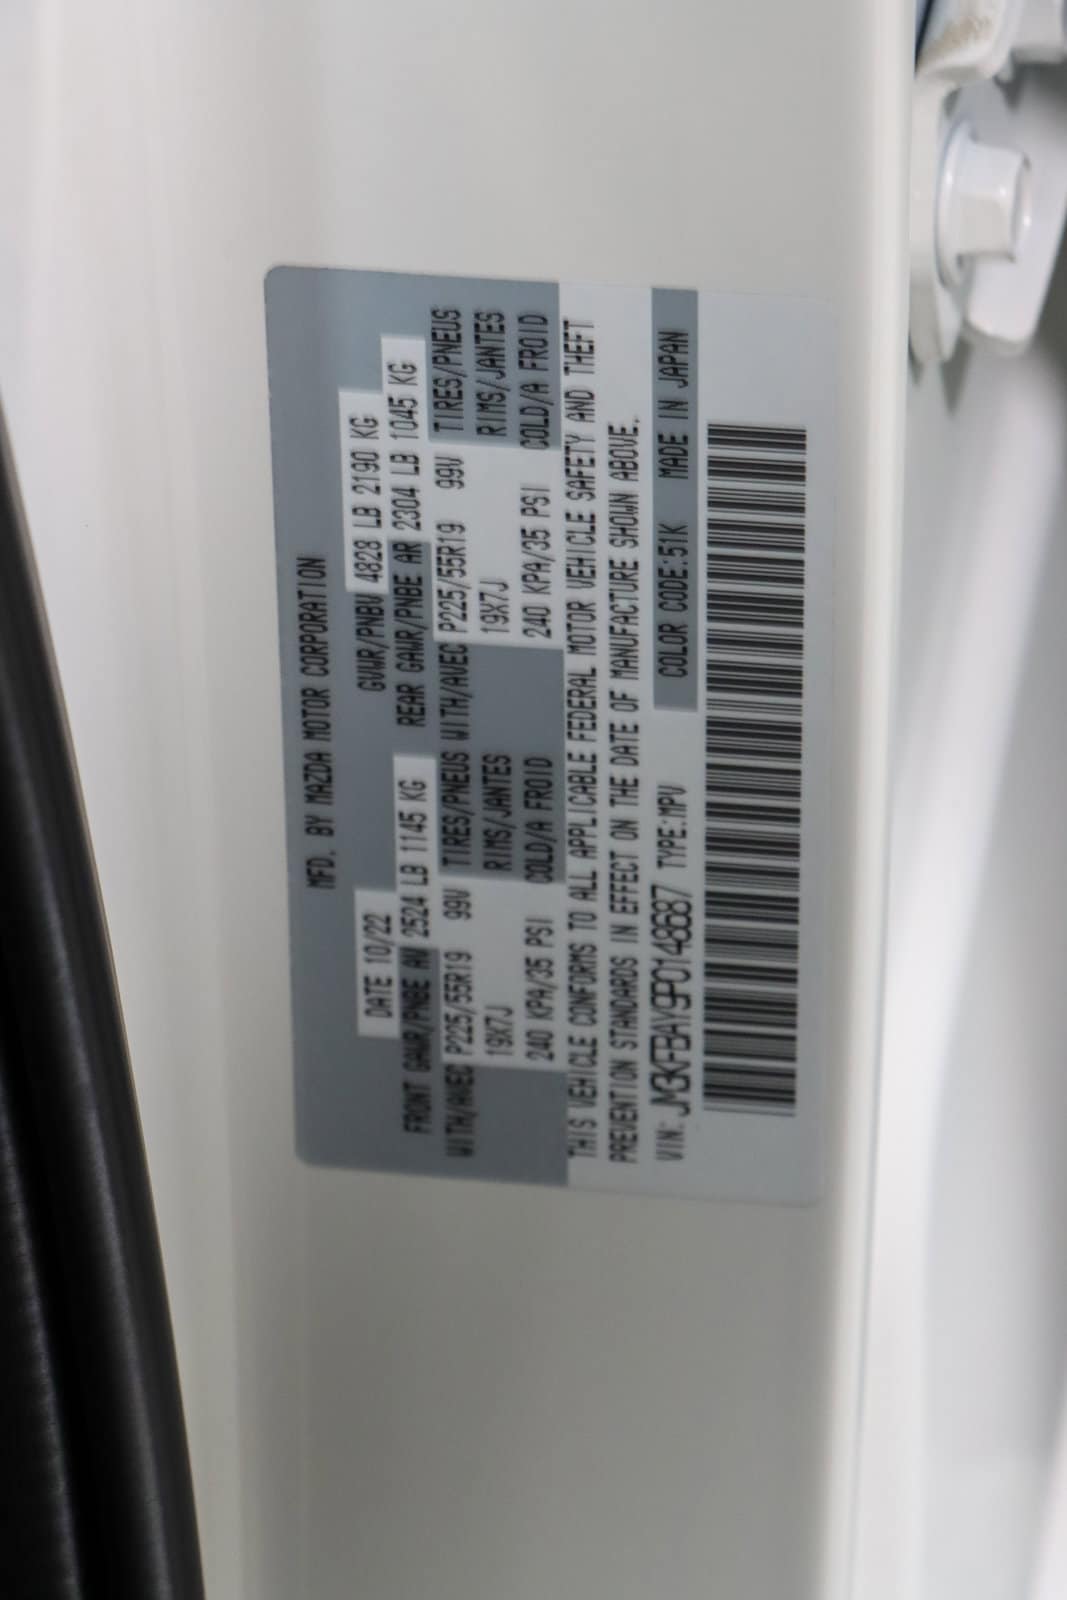 MFD. BY MAZDA MOTOR CORPORATION
DATE 10/22 GVWR/PNBV 4828 LB 2190 KG
FRONT GAWR/PNBE AV 2524 LB 1145 KG REAR GAWR/PNBE AR 2304 LB 1045 KG
WITH/AVEC P225/55R19 99V TIRES/PNEUS WITH/AVEC P225/55R19 99V TIRES/PNEUS
19X7J RIMS/JANTES 19X7J RIMS/JANTES
240 KPA/35 PSI COLD/A FROID 240 KPA/35 PSI COLD/A FROID
THIS VEHICLE CONFORMS TO ALL APPLICABLE FEDERAL MOTOR VEHICLE SAFETY AND THEFT
PREVENTION STANDARDS IN EFFECT ON THE DATE OF MANUFACTURE SHOWN ABOVE.
VIN: JM3KFBAY9P0148687 TYPE:MPV COLOR CODE:51K MADE IN JAPAN